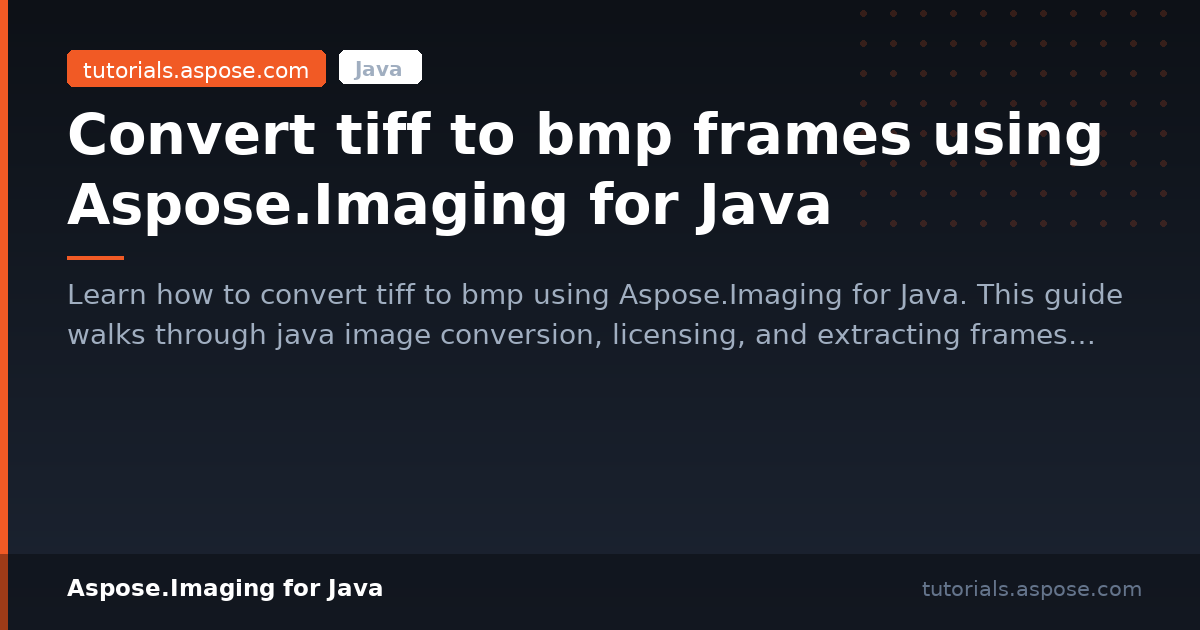 tutorials.aspose.com
Java
Convert tiff to bmp frames using
Aspose.Imaging for Java
Learn how to convert tiff to bmp using Aspose.Imaging for Java. This guide
walks through java image conversion, licensing, and extracting frames…
Aspose.Imaging for Java
tutorials.aspose.com